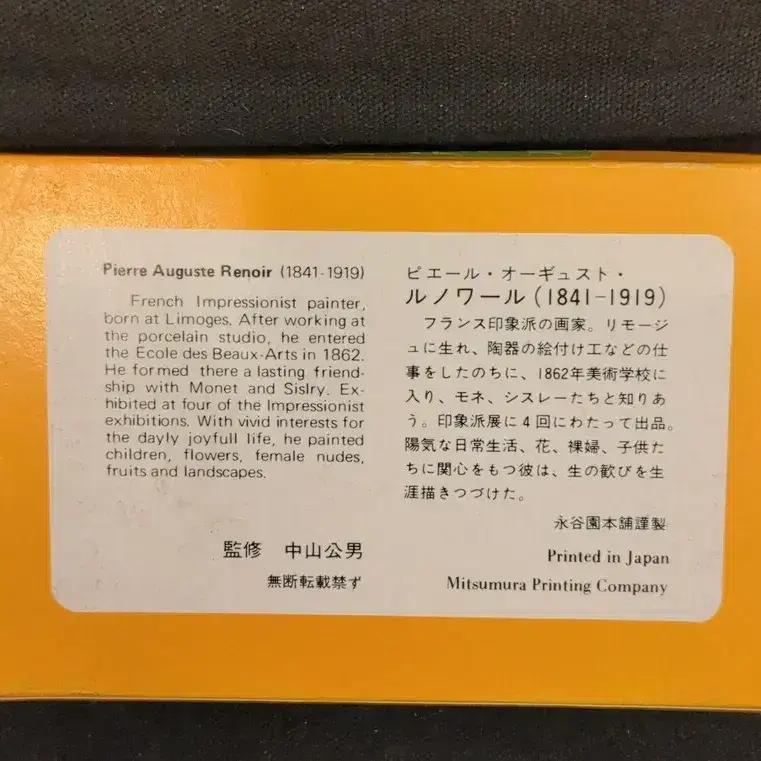 Pierre Auguste Renoir (1841-1919)
French Impressionist painter,
born at Limoges. After working at
the porcelain studio, he entered
the Ecole des Beaux-Arts in 1862.
He formed there a lasting friend-
ship with Monet and Sislry. Ex-
hibited at four of the Impressionist
exhibitions. With vivid interests for
the dayly joyfull life, he painted
children, flowers, female nudes,
fruits and landscapes.
監修 中山公男
無断転載禁ず
ピエール・オーギュスト・
ルノワール(1841-1919)
フランス印象派の画家。リモージ
ュに生れ、陶器の絵付け工などの仕
事をしたのちに、1862年美術学校に
入り、モネ、シスレーたちと知りあ
う。印象派展に4回にわたって出品。
陽気な日常生活、花、裸婦、子供た
ちに関心をもつ彼は、生の歓びを生
涯描きつづけた。
永谷園本舗謹製
Printed in Japan
Mitsumura Printing Company